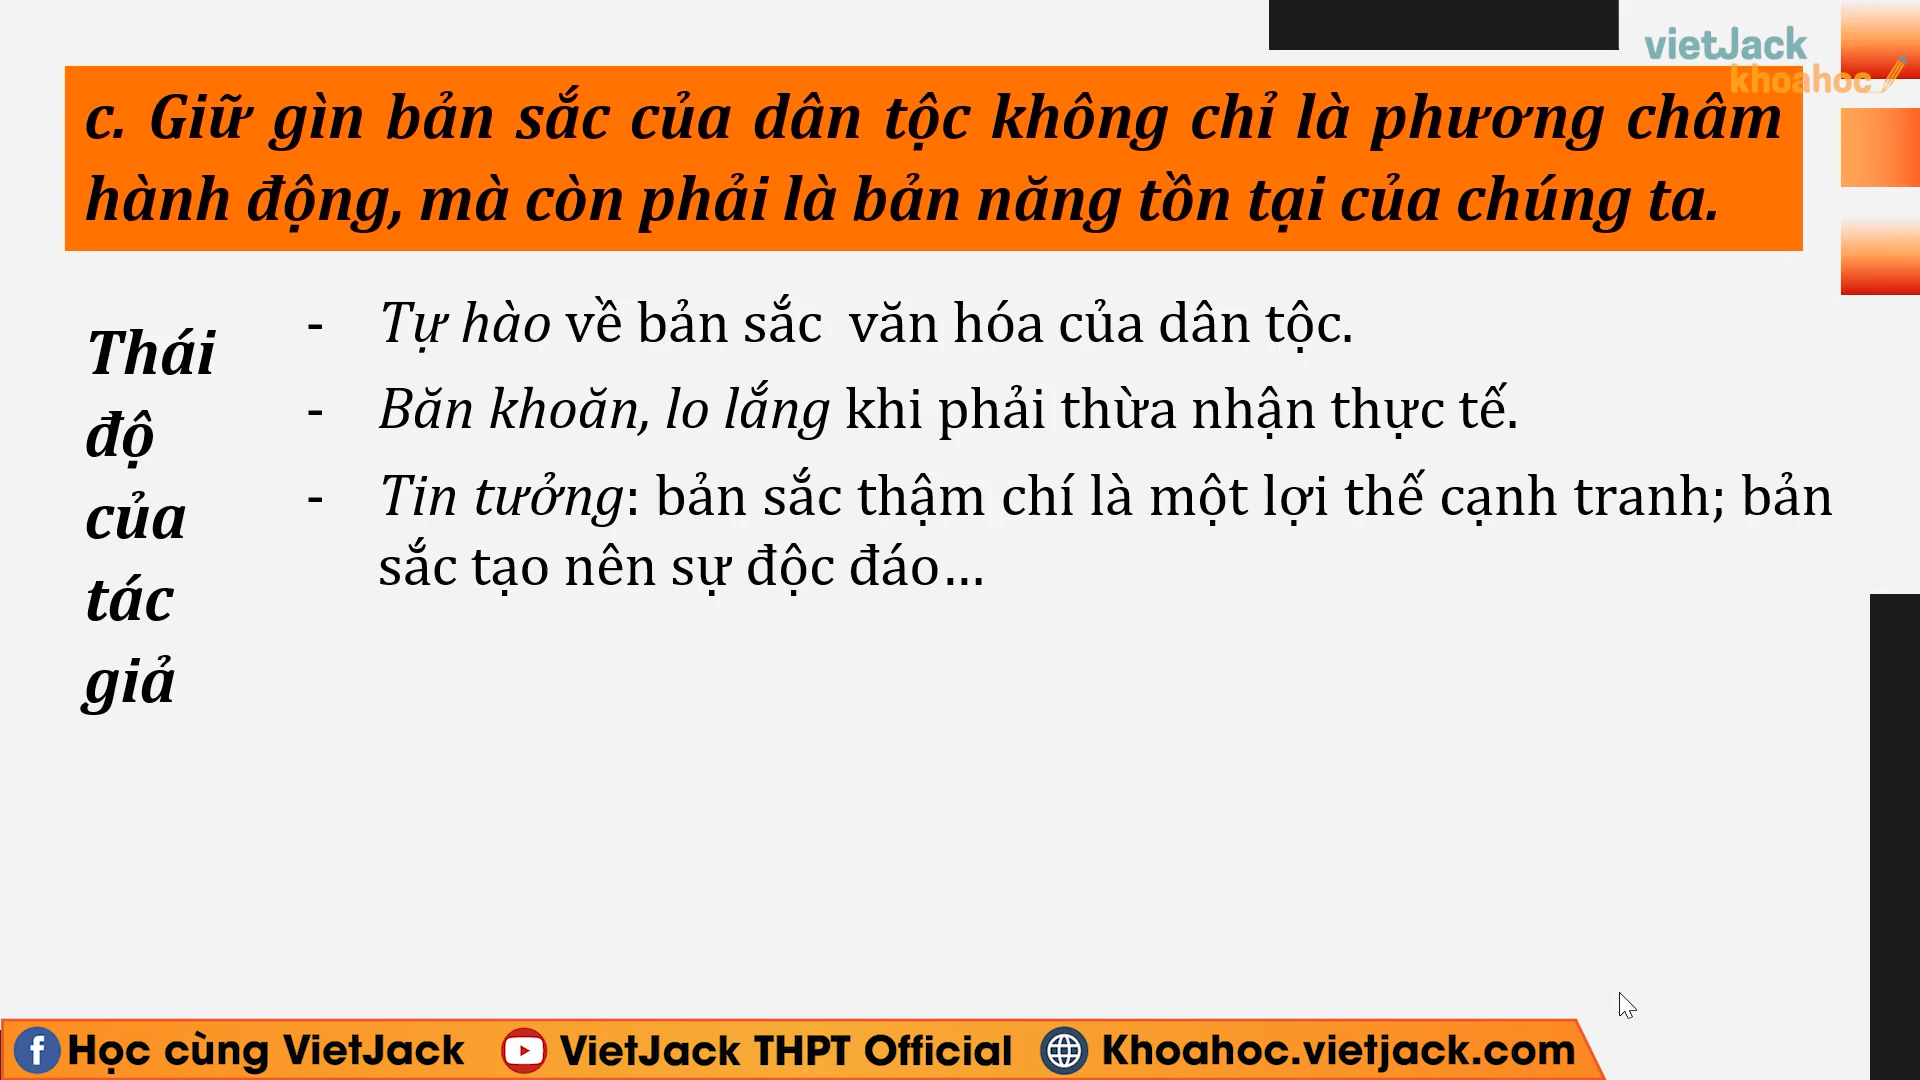 vietJack
khoahoc
c. Giữ gìn bản sắc của dân tộc không chỉ là phương châm
hành động, mà còn phải là bản năng tồn tại của chúng ta.
Thái
độ
của
tác
giả
- Tự hào về bản sắc  văn hóa của dân tộc.
- Băn khoăn, lo lắng khi phải thừa nhận thực tế.
- Tin tưởng: bản sắc thậm chí là một lợi thế cạnh tranh; bản
sắc tạo nên sự độc đáo...
Học cùng VietJack VietJack THPT Official Khoahoc.vietjack.com